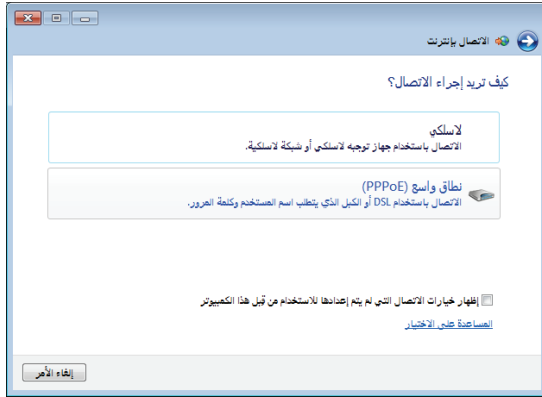 الاتصال بإنترنت
كيف تريد إجراء الاتصال؟
لاسلكي
الاتصال باستخدام جهاز توجيه لاسلكي أو شبكة لاسلكية.
نطاق واسع (PPPoE)
الاتصال باستخدام DSL أو الكبل الذي يتطلب اسم المستخدم وكلمة المرور.
إظهار خيارات الاتصال التي لم يتم إعدادها للاستخدام من قِبل هذا الكمبيوتر
المساعدة على الاختيار
إلغاء الأمر